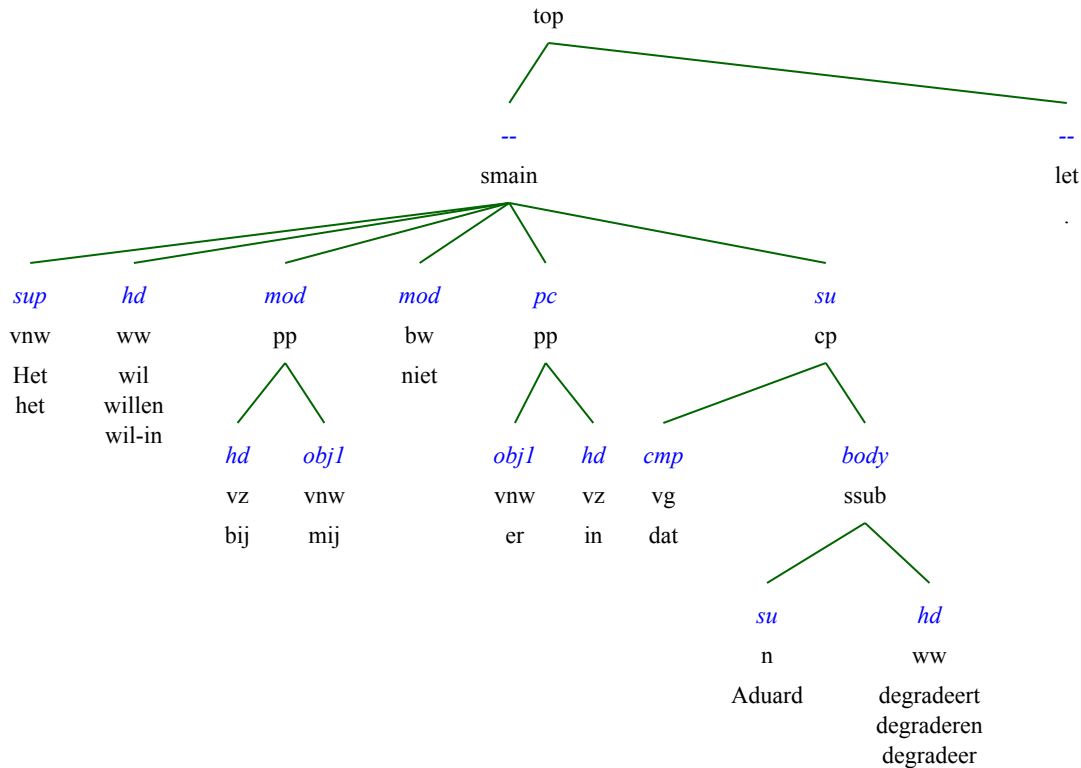 top
-- --
smain let
.
sup hd mod mod pc su
vnw ww pp bw pp cp
Het wil niet
het willen
wil-in
hd obj1 obj1 hd cmp body
vz vnw vnw vz vg ssub
bij mij er in dat
su hd
n ww
Aduard degradeert
degraderen
degradeer